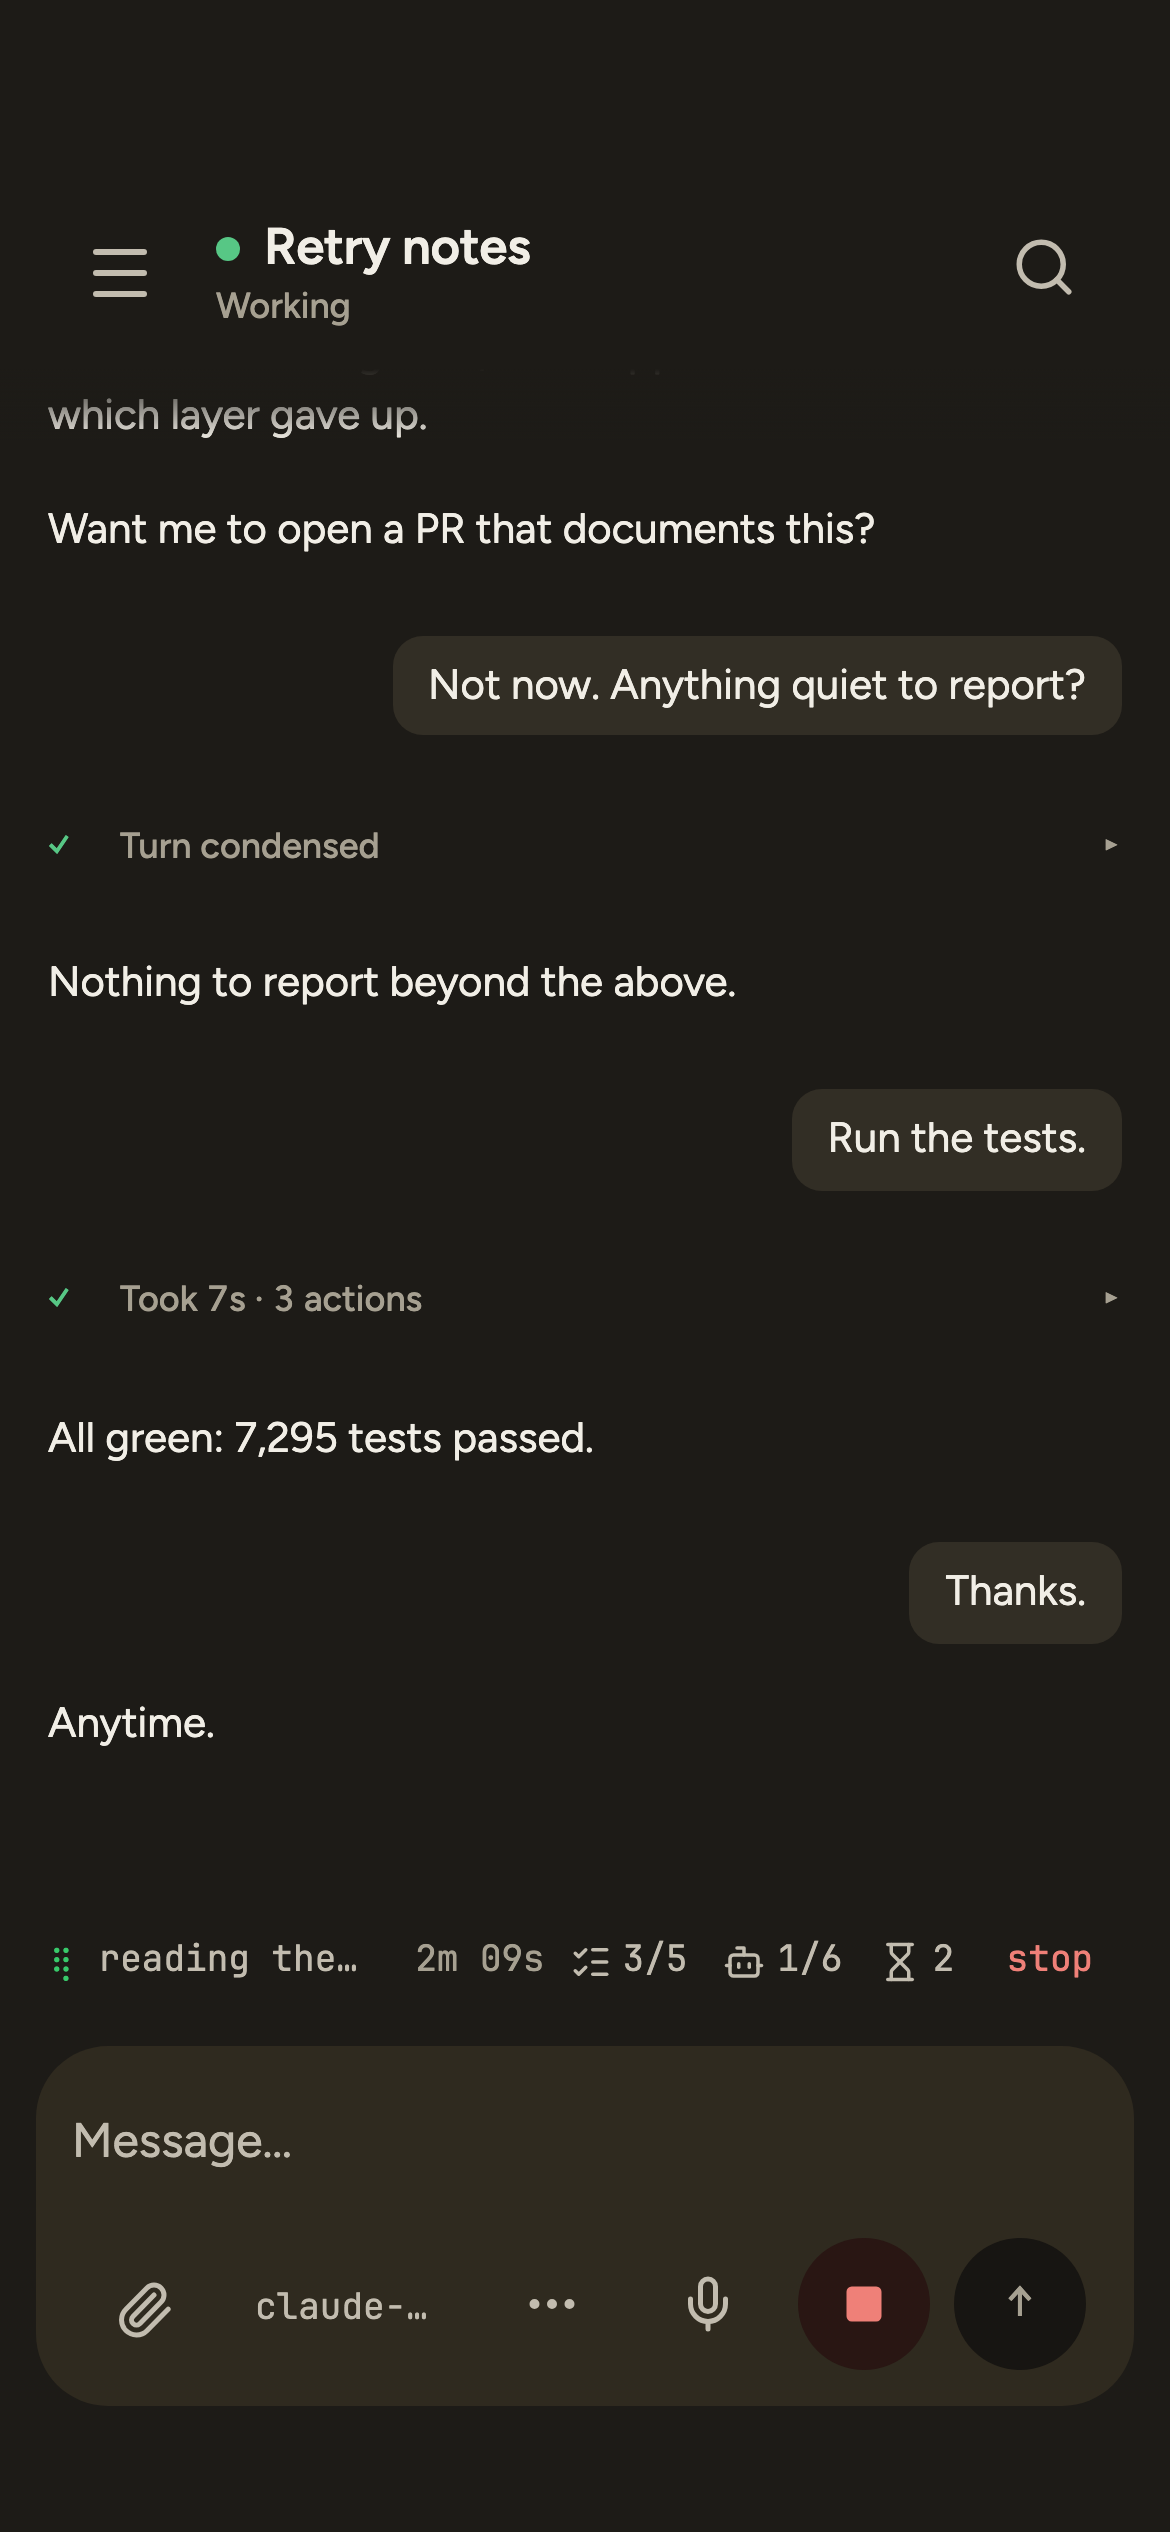 Retry notes
Working
which layer gave up.
Want me to open a PR that documents this?
Not now. Anything quiet to report?
Turn condensed
Nothing to report beyond the above.
Run the tests.
Took 7s · 3 actions
All green: 7,295 tests passed.
Thanks.
Anytime.
reading the… 2m 09s 3/5 1/6 2 stop
Message...
claude-…